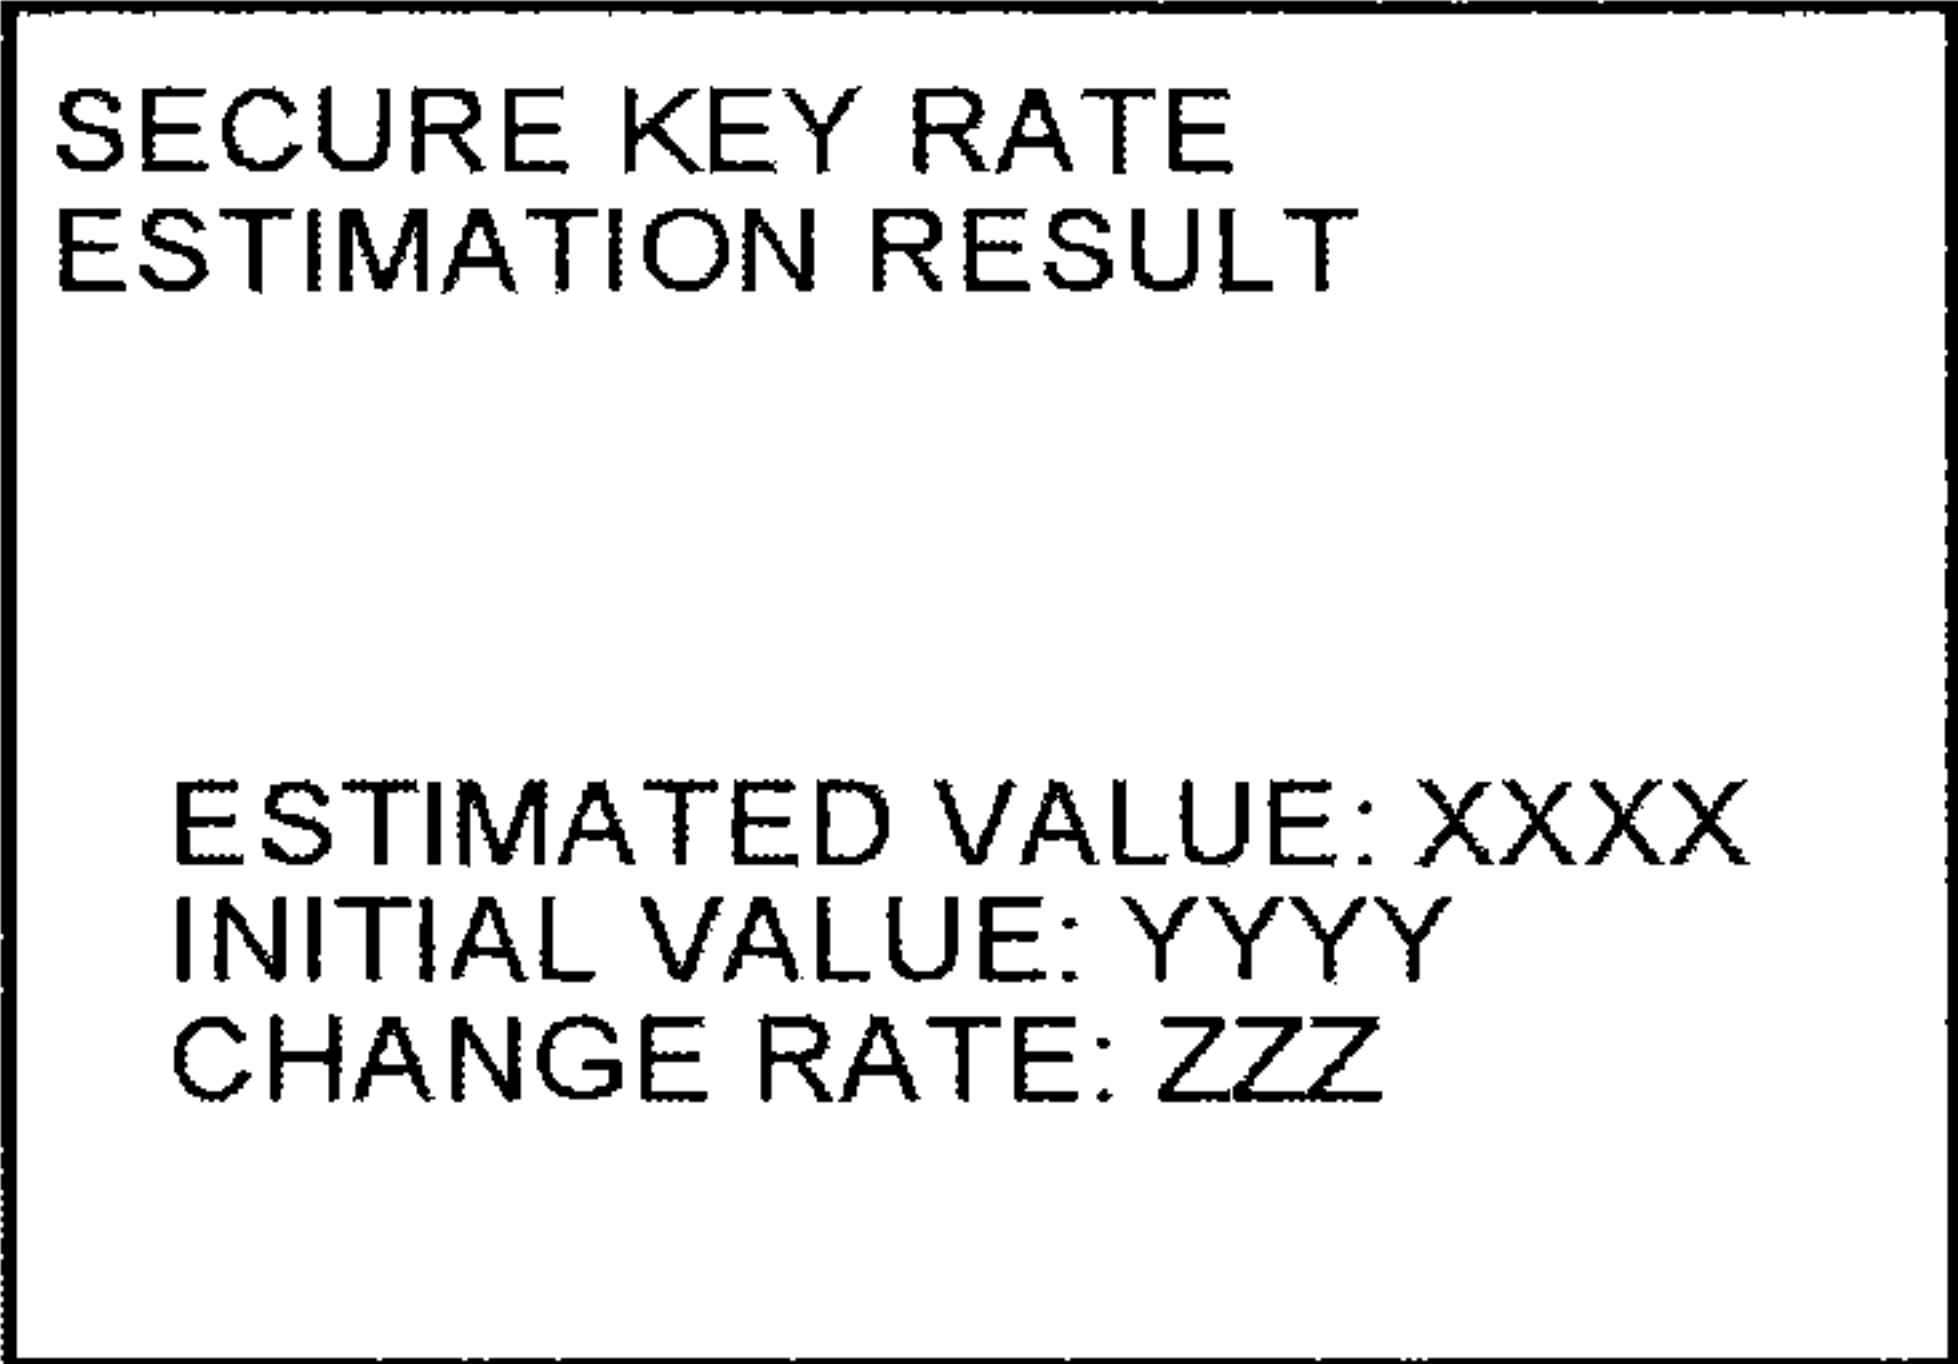 SECURE KEY RATE
ESTIMATION RESULT
ESTIMATED VALUE: XXXX
INITIAL VALUE: YYYY
CHANGE RATE: ZZZ